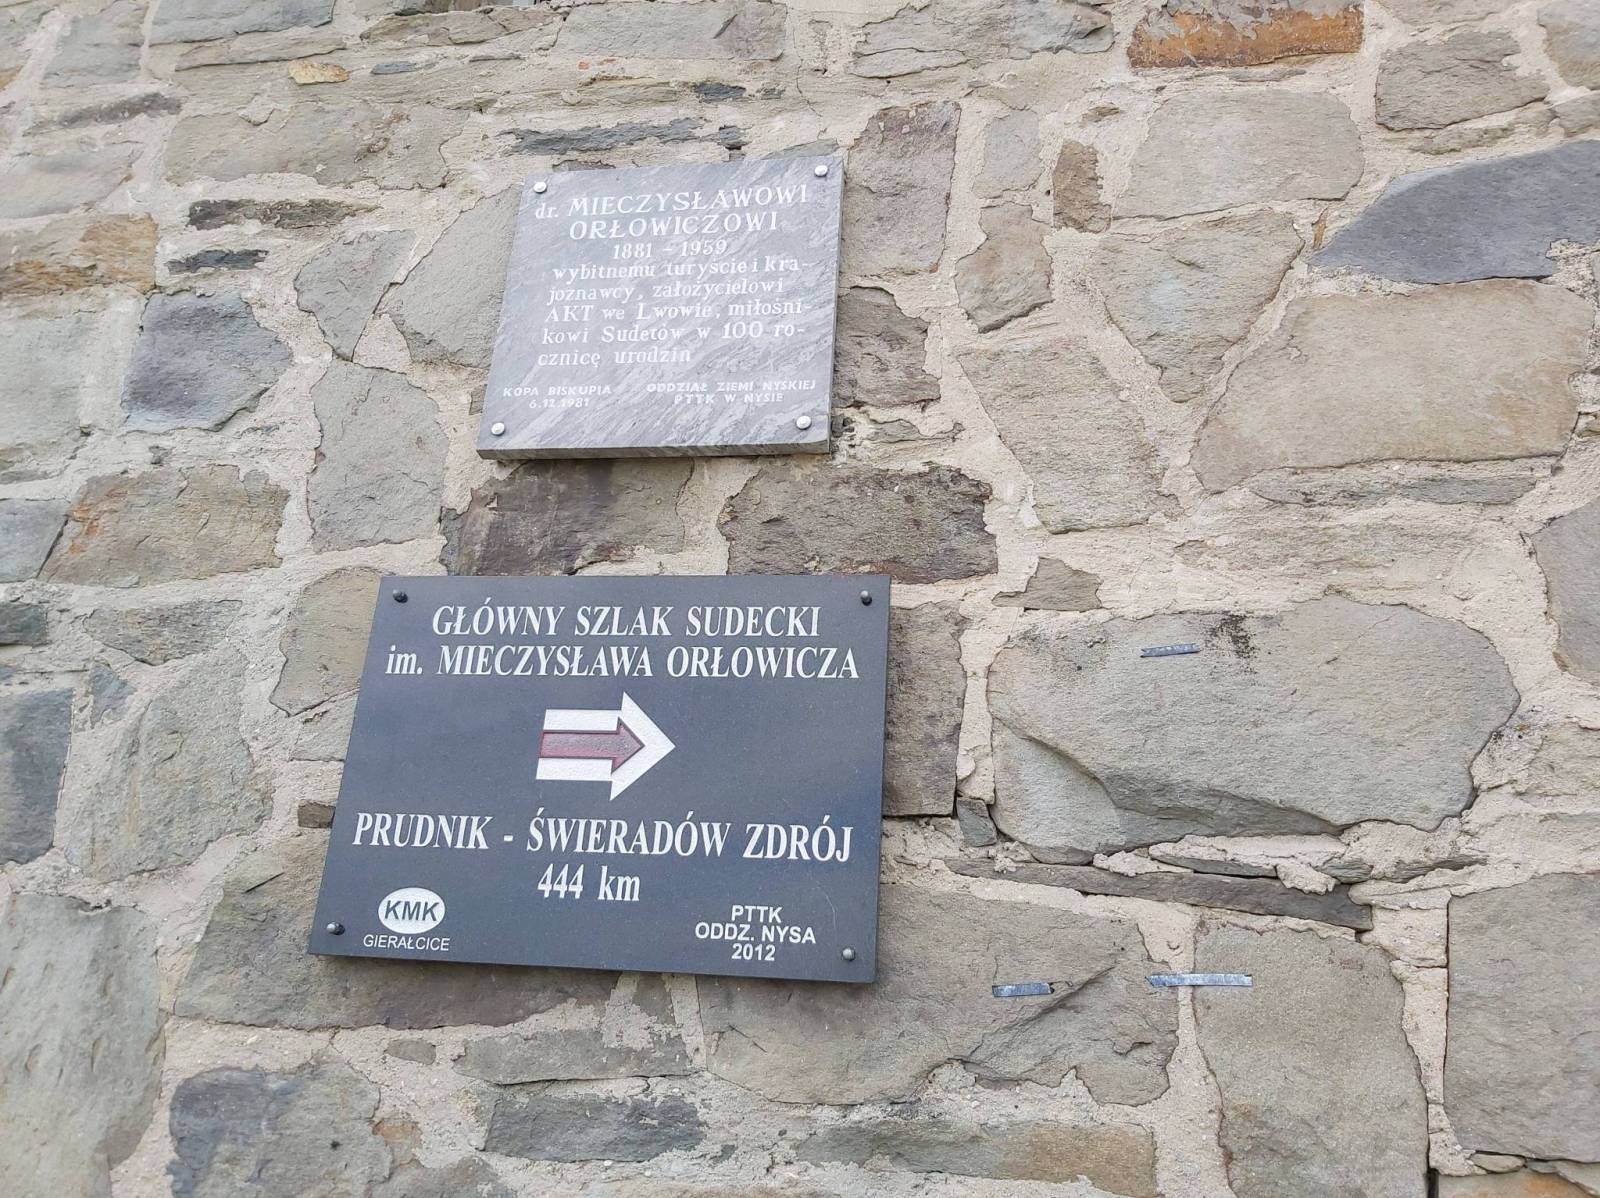 dr. MIECZYSŁAWOWI
ORŁOWICZOWI
1881 - 1959
wybitnemu turyście i kra-
joznawcy, założycielowi
AKT we Lwowie, miłośni-
kowi Sudetów w 100 ro-
cznicę urodzin
KOPA BISKUPIA
6.12.1981
ODDZIAŁ ZIEMI NYSKIEJ
PTTK W NYSIE
GŁÓWNY SZLAK SUDECKI
im. MIECZYSŁAWA ORŁOWICZA
PRUDNIK - ŚWIERADÓW ZDRÓJ
444 km
KMK
GIERAŁCICE
PTTK
ODDZ. NYSA
2012